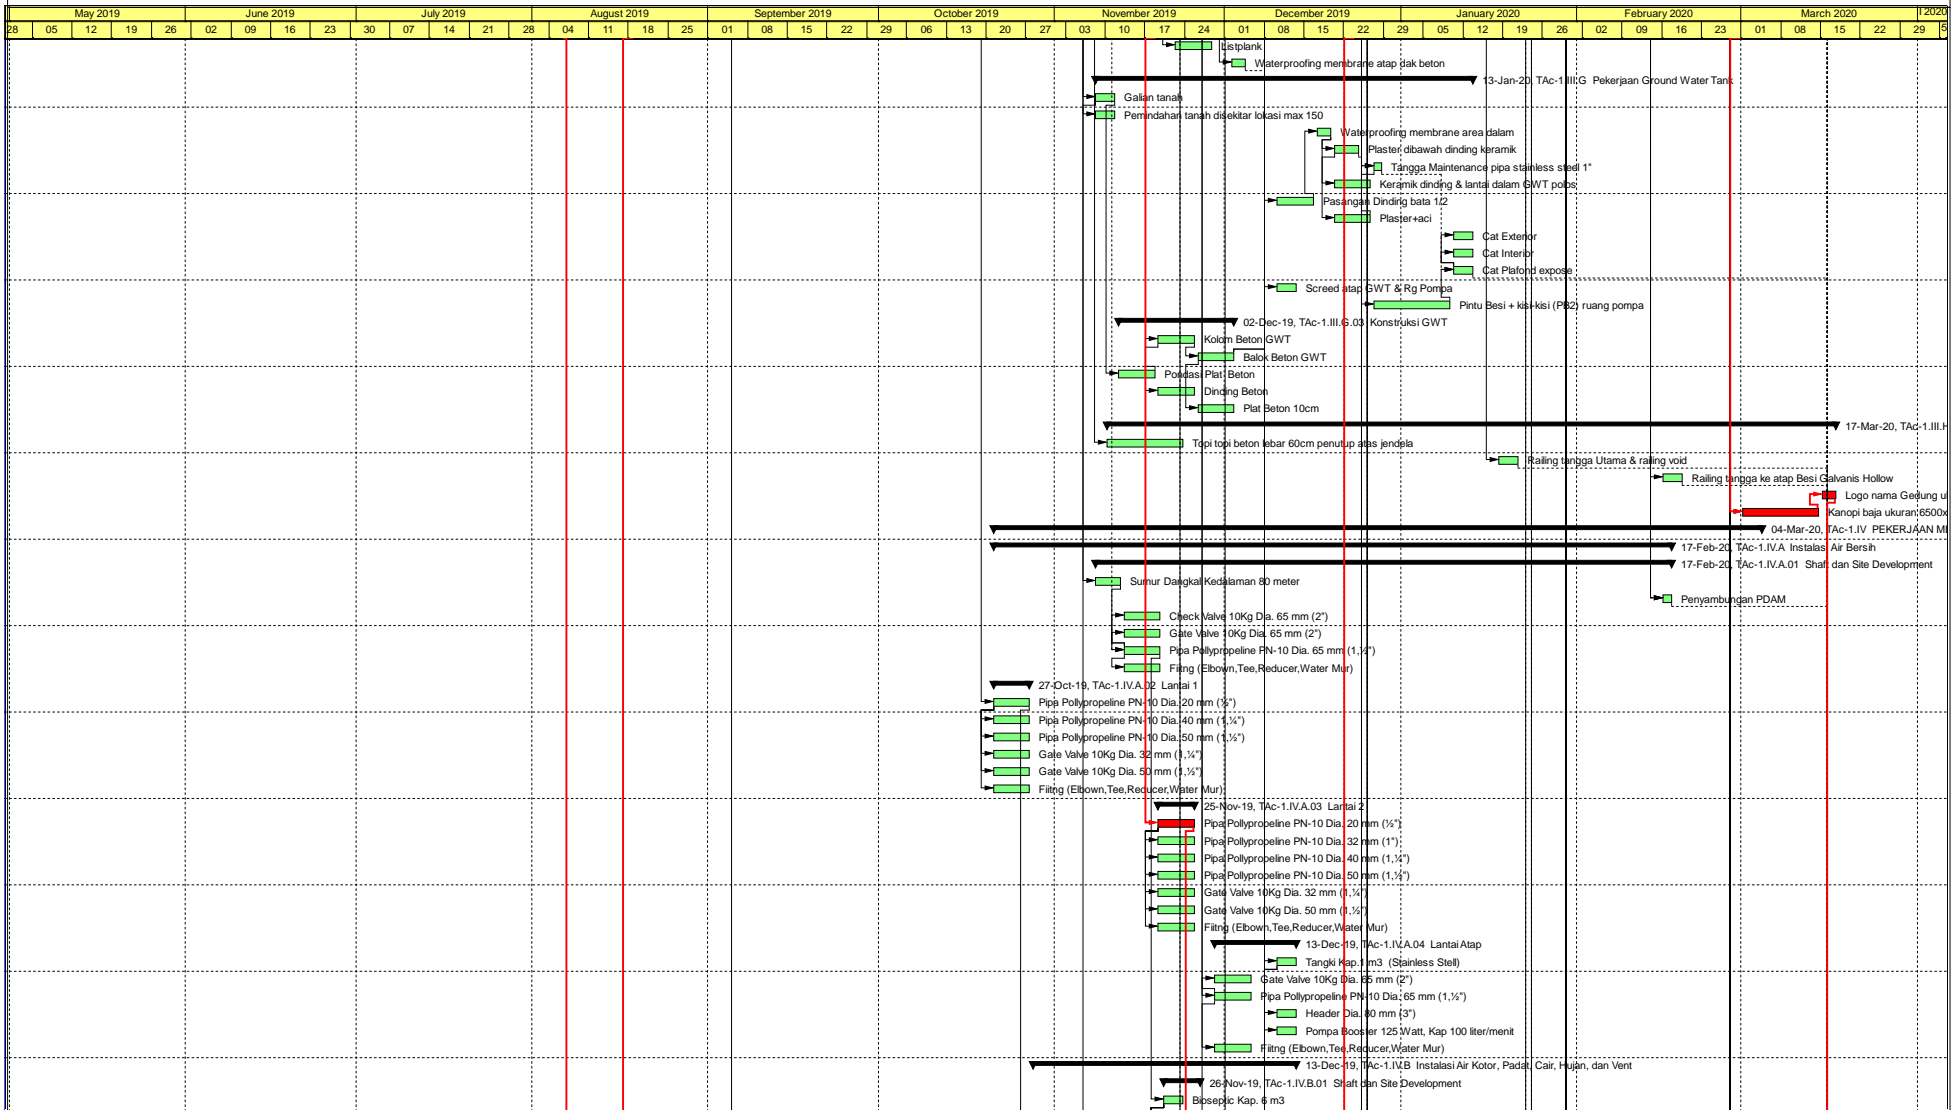 May 2019 June 2019 July 2019 August 2019 September 2019 October 2019 November 2019 December 2019 January 2020 February 2020 March 2020 l 2020
28 05 12 19 26 02 09 16 23 30 07 14 21 28 04 11 18 25 01 08 15 22 29 06 13 20 27 03 10 17 24 01 08 15 22 29 05 12 19 26 02 09 16 23 01 08 15 22 29 5
Listplank
Waterproofing membrane atap dak beton
13-Jan-20, TAc-1.III.G Pekerjaan Ground Water Tank
Galian tanah
Pemindahan tanah disekitar lokasi max 150
Waterproofing membrane area dalam
Plaster dibawah dinding keramik
Tangga Maintenance pipa stainless steel 1"
Keramik dinding & lantai dalam GWT polos
Pasangan Dinding bata 1/2
Plaster+aci
Cat Exterior
Cat Interior
Cat Plafond expose
Screed atap GWT & Rg Pompa
Pintu Besi + kisi-kisi (PB2) ruang pompa
02-Dec-19, TAc-1.III.G.03 Konstruksi GWT
Kolom Beton GWT
Balok Beton GWT
Pondasi Plat Beton
Dinding Beton
Plat Beton 10cm
17-Mar-20, TAc-1.III.H
Topi topi beton lebar 60cm penutup atas jendela
Railing tangga Utama & railing void
Railing tangga ke atap Besi Galvanis Hollow
Logo nama Gedung u
Kanopi baja ukuran 6500x
04-Mar-20, TAc-1.IV PEKERJAAN M
17-Feb-20, TAc-1.IV.A Instalasi Air Bersih
17-Feb-20, TAc-1.IV.A.01 Shaft dan Site Development
Sumur Dangkal Kedalaman 80 meter
Penyambungan PDAM
Check Valve 10Kg Dia. 65 mm (2")
Gate Valve 10Kg Dia. 65 mm (2")
Pipa Pollypropeline PN-10 Dia. 65 mm (1,½")
Fiitng (Elbown,Tee,Reducer,Water Mur)
27-Oct-19, TAc-1.IV.A.02 Lantai 1
Pipa Pollypropeline PN-10 Dia. 20 mm (½")
Pipa Pollypropeline PN-10 Dia. 40 mm (1,¼")
Pipa Pollypropeline PN-10 Dia. 50 mm (1,½")
Gate Valve 10Kg Dia. 32 mm (1,¼")
Gate Valve 10Kg Dia. 50 mm (1,½")
Fiitng (Elbown,Tee,Reducer,Water Mur)
25-Nov-19, TAc-1.IV.A.03 Lantai 2
Pipa Pollypropeline PN-10 Dia. 20 mm (½")
Pipa Pollypropeline PN-10 Dia. 32 mm (1")
Pipa Pollypropeline PN-10 Dia. 40 mm (1,¼")
Pipa Pollypropeline PN-10 Dia. 50 mm (1,½")
Gate Valve 10Kg Dia. 32 mm (1,¼")
Gate Valve 10Kg Dia. 50 mm (1,½")
Fiitng (Elbown,Tee,Reducer,Water Mur)
13-Dec-19, TAc-1.IV.A.04 Lantai Atap
Tangki Kap.1 m3 (Stainless Stell)
Gate Valve 10Kg Dia. 65 mm (2")
Pipa Pollypropeline PN-10 Dia. 65 mm (1,½")
Header Dia. 80 mm (3")
Pompa Booster 125 Watt, Kap 100 liter/menit
Fiitng (Elbown,Tee,Reducer,Water Mur)
13-Dec-19, TAc-1.IV.B Instalasi Air Kotor, Padat, Cair, Hujan, dan Vent
26-Nov-19, TAc-1.IV.B.01 Shaft dan Site Development
Bioseptic Kap. 6 m3